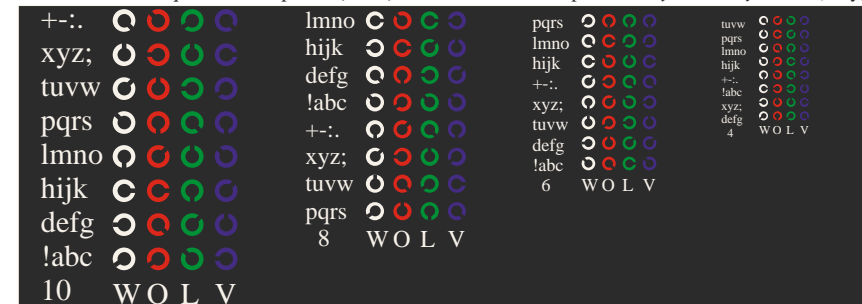 +-:.
xyz;
tuvw
pqrs
lmno
hijk
defg
!abc
10 W O L V
lmno
hijk
defg
!abc
+-:.
xyz;
tuvw
pqrs
8 W O L V
pqrs
lmno
hijk
+-:.
xyz;
tuvw
defg
!abc
6 W O L V
tuvw
pqrs
lmno
hijk
+-:.
!abc
xyz;
defg
4 W O L V